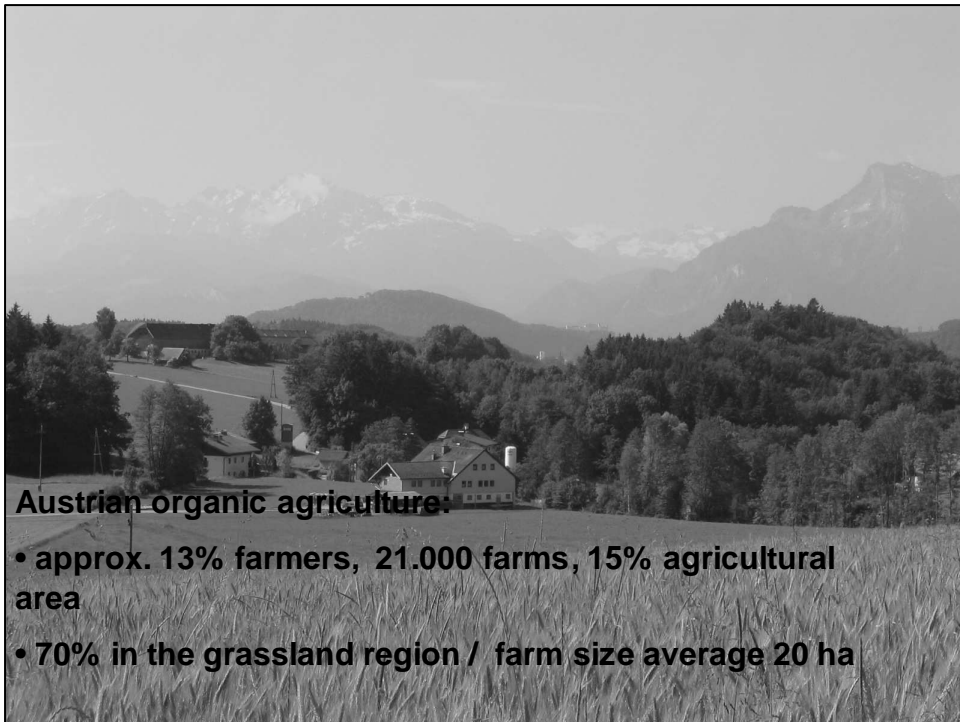 Austrian organic agriculture:
• approx. 13% farmers, 21.000 farms, 15% agricultural
area
• 70% in the grassland region / farm size average 20 ha